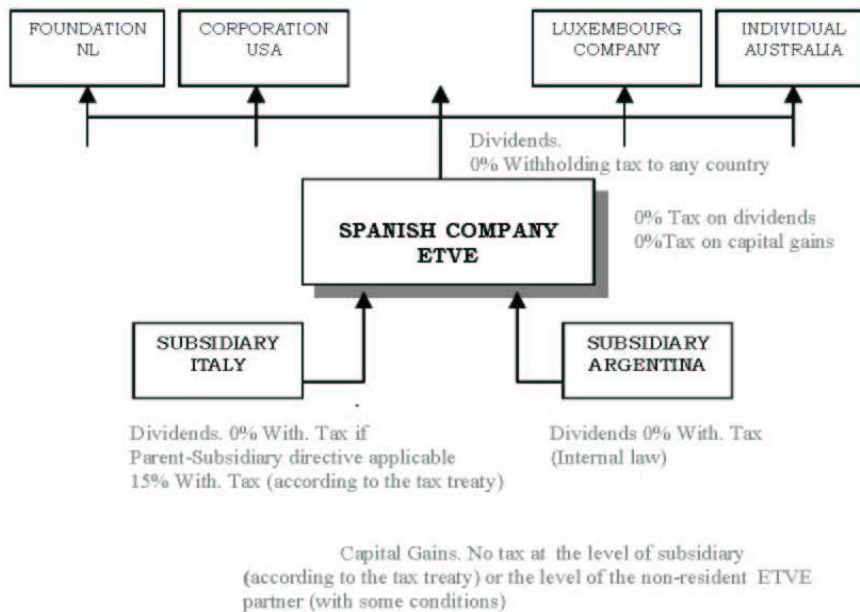 FOUNDATION
NL
CORPORATION
USA
LUXEMBOURG
COMPANY
INDIVIDUAL
AUSTRALIA
Dividends.
0% Withholding tax to any country
SPANISH COMPANY
ETVE
0% Tax on dividends
0%Tax on capital gains
SUBSIDIARY
ITALY
SUBSIDIARY
ARGENTINA
Dividends. 0% With. Tax if
Parent-Subsidiary directive applicable
15% With. Tax (according to the tax treaty)
Dividends 0% With. Tax
(Internal law)
Capital Gains. No tax at the level of subsidiary
(according to the tax treaty) or the level of the non-resident ETVE
partner (with some conditions)